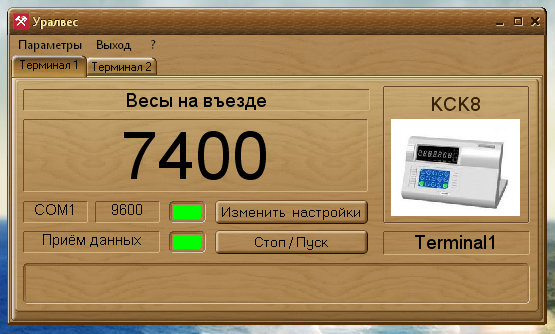 Уралвес
Параметры Выход ?
Терминал 1 Терминал 2
Весы на въезде
КСК8
7400
COM1 9600 Изменить настройки
Приём данных Стоп / Пуск Terminal1